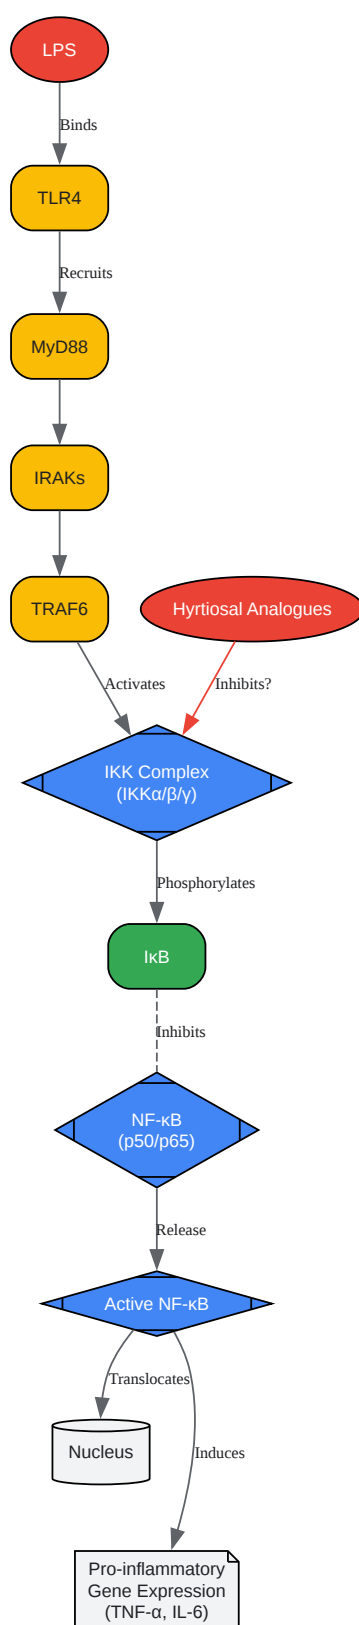 LPS
Binds
TLR4
Recruits
MyD88
IRAKs
TRAF6
Hyrtiosal Analogues
Activates
Inhibits?
IKK Complex
(IKKα/β/γ)
Phosphorylates
IκB
Inhibits
NF-κB
(p50/p65)
Release
Active NF-κB
Translocates
Nucleus
Induces
Pro-inflammatory
Gene Expression
(TNF-α, IL-6)